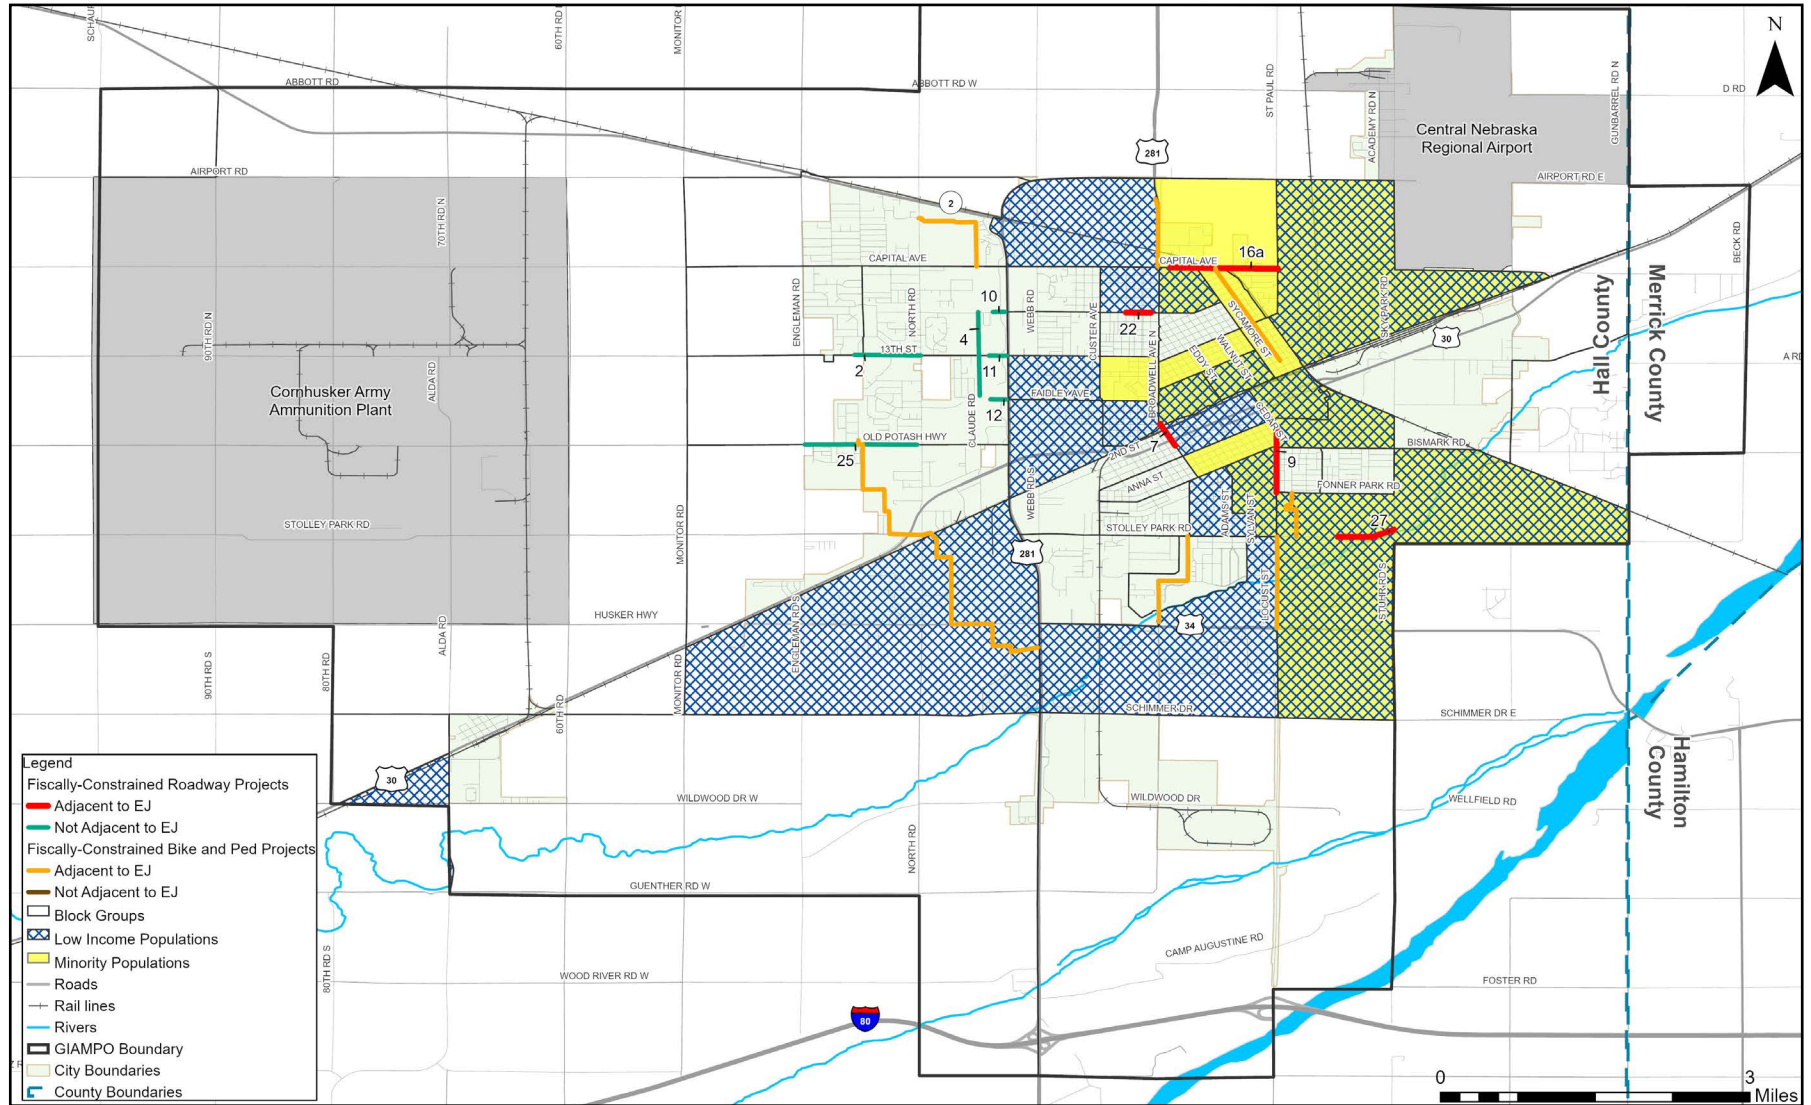 N
60TH RD
MONITOR RD
ABBOTT RD
ABBOTT RD W
ST PAUL RD
ACADEMY RD N
GUNBARREL RD N
D RD
281
Central Nebraska
Regional Airport
AIRPORT RD
AIRPORT RD E
70TH RD N
2
BECK RD
CAPITAL AVE
CAPITAL AVE
16a
Hall County
Merrick County
ENGLEMAN RD
NORTH RD
10
WEBB RD
CUSTER AVE
22
SYCAMORE ST
SKY PARK RD
30
90TH RD N
4
13TH ST
2
11
BROADWELL AVE N
EDDY ST
WALNUT ST
ALDA RD
Cornhusker Army
Ammunition Plant
12
FAIDLEY AVE
CLAUDE RD
CEDAR ST
OLD POTASH HWY
25
7
2ND ST
9
BISMARK RD
ANNA ST
FONNER PARK RD
WEBB RD S
ADAMS ST
SYLVAN ST
STOLLEY PARK RD
MONITOR RD
STOLLEY PARK RD
27
281
LOCUST ST
STUHR RD S
HUSKER HWY
ENGLEMAN RD S
34
ALDA RD
90TH RD S
80TH RD
MONITOR RD
60TH RD
SCHIMMER DR
SCHIMMER DR E
Hamilton
County
30
WILDWOOD DR W
WILDWOOD DR
WELLFIELD RD
NORTH RD
GUENTHER RD W
CAMP AUGUSTINE RD
80TH RD S
WOOD RIVER RD W
FOSTER RD
80
Legend
Fiscally-Constrained Roadway Projects
Adjacent to EJ
Not Adjacent to EJ
Fiscally-Constrained Bike and Ped Projects
Adjacent to EJ
Not Adjacent to EJ
Block Groups
Low Income Populations
Minority Populations
Roads
Rail lines
Rivers
GIAMPO Boundary
City Boundaries
County Boundaries
0
3
Miles